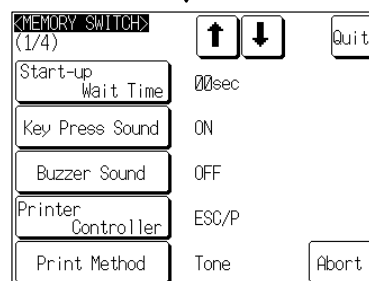 <MEMORY SWITCH>
(1/4)
Quit
Start-up
Wait Time
00sec
Key Press Sound
ON
Buzzer Sound
OFF
Printer
Controller
ESC/P
Print Method
Tone
Abort